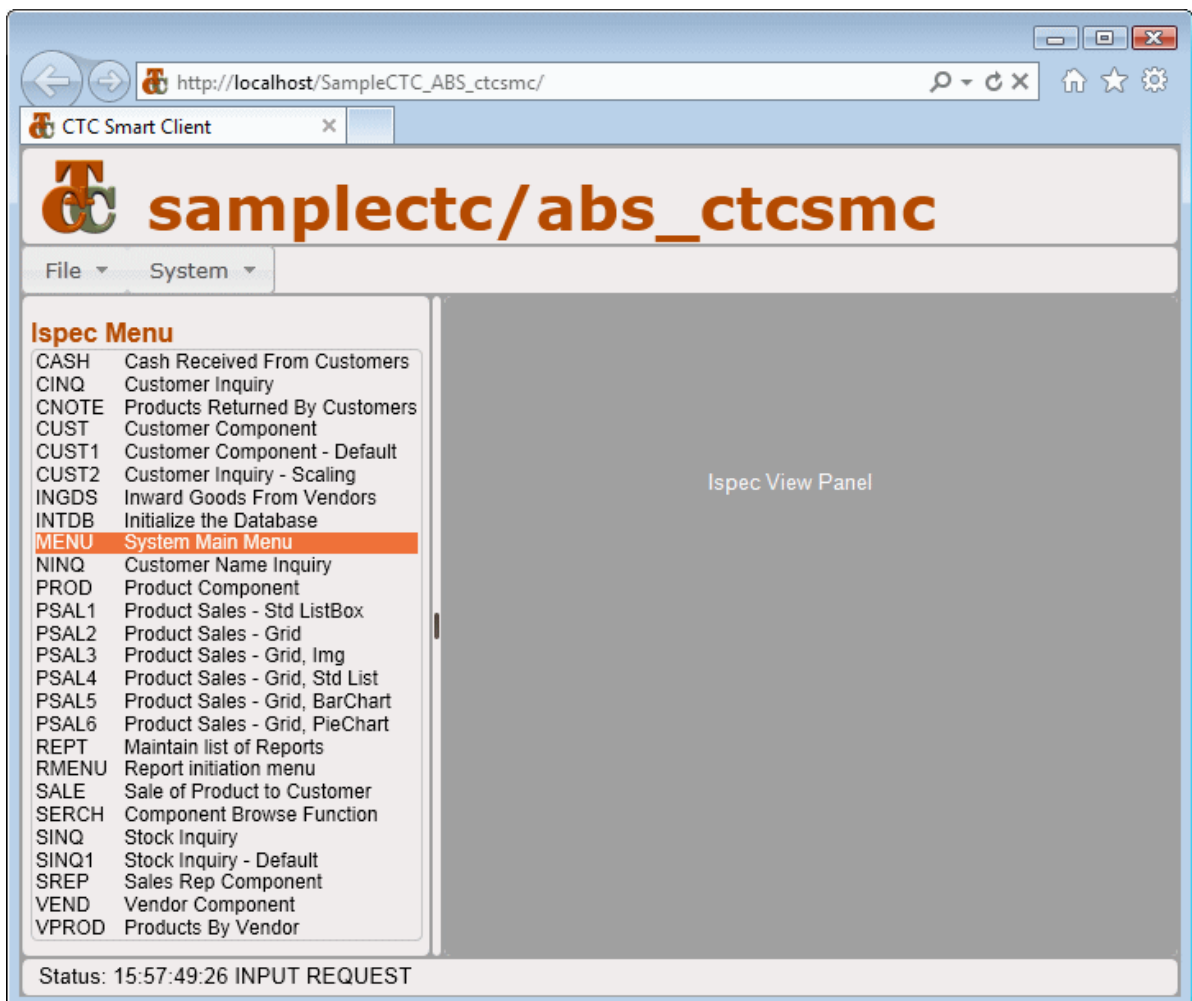 http://localhost/SampleCTC_ABS_ctcsmc/
CTC Smart Client
samplectc/abs_ctcsmc
File System
Ispec Menu
CASH Cash Received From Customers
CINQ Customer Inquiry
CNOTE Products Returned By Customers
CUST Customer Component
CUST1 Customer Component - Default
CUST2 Customer Inquiry - Scaling
INGDS Inward Goods From Vendors
INTDB Initialize the Database
MENU System Main Menu
NINQ Customer Name Inquiry
PROD Product Component
PSAL1 Product Sales - Std ListBox
PSAL2 Product Sales - Grid
PSAL3 Product Sales - Grid, Img
PSAL4 Product Sales - Grid, Std List
PSAL5 Product Sales - Grid, BarChart
PSAL6 Product Sales - Grid, PieChart
REPT Maintain list of Reports
RMENU Report initiation menu
SALE Sale of Product to Customer
SERCH Component Browse Function
SINQ Stock Inquiry
SINQ1 Stock Inquiry - Default
SREP Sales Rep Component
VEND Vendor Component
VPROD Products By Vendor
Ispec View Panel
Status: 15:57:49:26 INPUT REQUEST